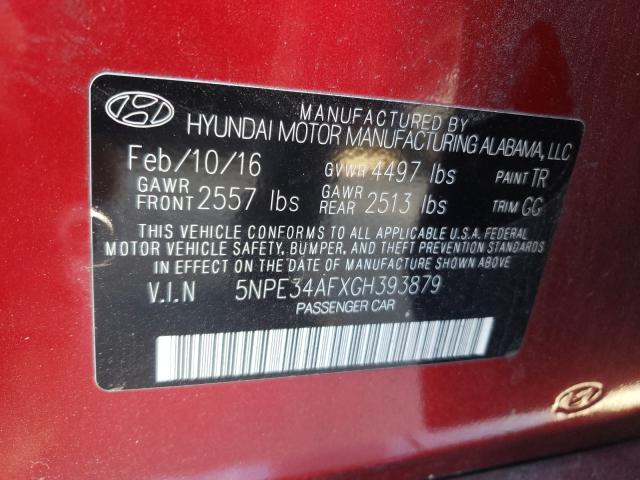 MANUFACTURED BY
HYUNDAI MOTOR MANUFACTURING ALABAMA, LLC
Feb/10/16 GVWR 4497 lbs PAINT TR
GAWR FRONT 2557 lbs GAWR REAR 2513 lbs TRIM GG
THIS VEHICLE CONFORMS TO ALL APPLICABLE U.S.A. FEDERAL
MOTOR VEHICLE SAFETY, BUMPER, AND THEFT PREVENTION STANDARDS
IN EFFECT ON THE DATE OF MANUFACTURE SHOWN ABOVE
V.I.N 5NPE34AFXGH393879
PASSENGER CAR